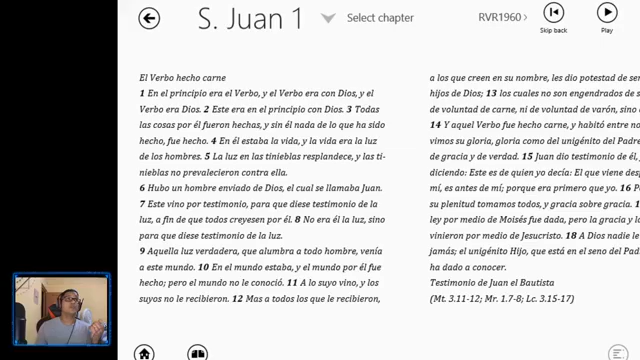 S. Juan 1
Select chapter
RVR1960
Skip back
Play
El Verbo hecho carne
1 En el principio era el Verbo, y el Verbo era con Dios, y el
Verbo era Dios. 2 Este era en el principio con Dios. 3 Todas
las cosas por él fueron hechas, y sin él nada de lo que ha sido
hecho, fue hecho. 4 En él estaba la vida, y la vida era la luz
de los hombres. 5 La luz en las tinieblas resplandece, y las ti-
nieblas no prevalecieron contra ella.
6 Hubo un hombre enviado de Dios, el cual se llamaba Juan.
7 Este vino por testimonio, para que diese testimonio de la
luz, a fin de que todos creyesen por él. 8 No era él la luz, sino
para que diese testimonio de la luz.
9 Aquella luz verdadera, que alumbra a todo hombre, venía
a este mundo. 10 En el mundo estaba, y el mundo por él fue
hecho; pero el mundo no le conoció. 11 A lo suyo vino, y los
suyos no le recibieron. 12 Mas a todos los que le recibieron,
a los que creen en su nombre, les dio potestad de se
hijos de Dios; 13 los cuales no son engendrados de s
de voluntad de carne, ni de voluntad de varón, sino
14 Y aquel Verbo fue hecho carne, y habitó entre no
vimos su gloria, gloria como del unigénito del Padre
de gracia y de verdad. 15 Juan dio testimonio de él, 
diciendo: Este es de quien yo decía: El que viene des
mí, es antes de mí; porque era primero que yo. 16 P
su plenitud tomamos todos, y gracia sobre gracia. 1
ley por medio de Moisés fue dada, pero la gracia y l
vinieron por medio de Jesucristo. 18 A Dios nadie le
jamás; el unigénito Hijo, que está en el seno del Pad
ha dado a conocer.
Testimonio de Juan el Bautista
(Mt. 3.11-12; Mr. 1.7-8; Lc. 3.15-17)